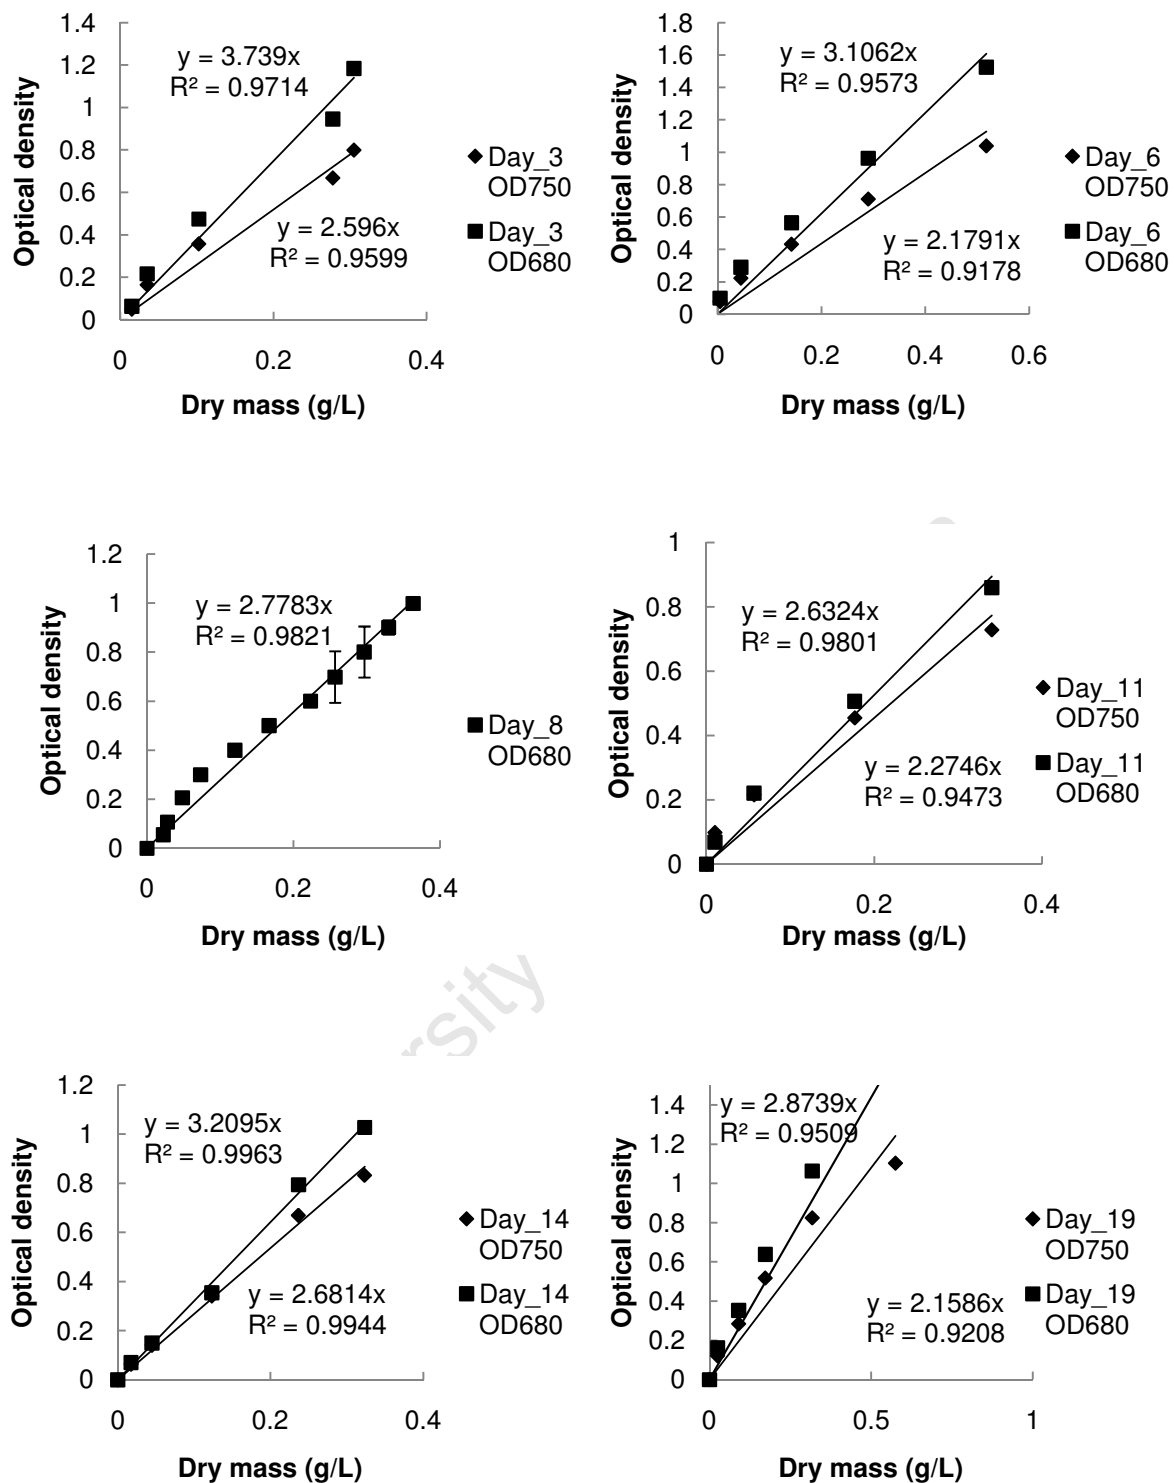 1.4
1.2
1
0.8
0.6
0.4
0.2
0
0
0.2
0.4
Optical density
Dry mass (g/L)
y = 3.739x
R² = 0.9714
y = 2.596x
R² = 0.9599
Day_3
OD750
Day_3
OD680
1.8
1.6
1.4
1.2
1
0.8
0.6
0.4
0.2
0
0
0.2
0.4
0.6
Optical density
Dry mass (g/L)
y = 3.1062x
R² = 0.9573
y = 2.1791x
R² = 0.9178
Day_6
OD750
Day_6
OD680
1.2
1
0.8
0.6
0.4
0.2
0
0
0.2
0.4
Optical density
Dry mass (g/L)
y = 2.7783x
R² = 0.9821
Day_8
OD680
1
0.8
0.6
0.4
0.2
0
0
0.2
0.4
Optical density
Dry mass (g/L)
y = 2.6324x
R² = 0.9801
y = 2.2746x
R² = 0.9473
Day_11
OD750
Day_11
OD680
rsity
1.2
1
0.8
0.6
0.4
0.2
0
0
0.2
0.4
Optical density
Dry mass (g/L)
y = 3.2095x
R² = 0.9963
y = 2.6814x
R² = 0.9944
Day_14
OD750
Day_14
OD680
1.4
1.2
1
0.8
0.6
0.4
0.2
0
0
0.5
1
Optical density
Dry mass (g/L)
y = 2.8739x
R² = 0.9509
y = 2.1586x
R² = 0.9208
Day_19
OD750
Day_19
OD680